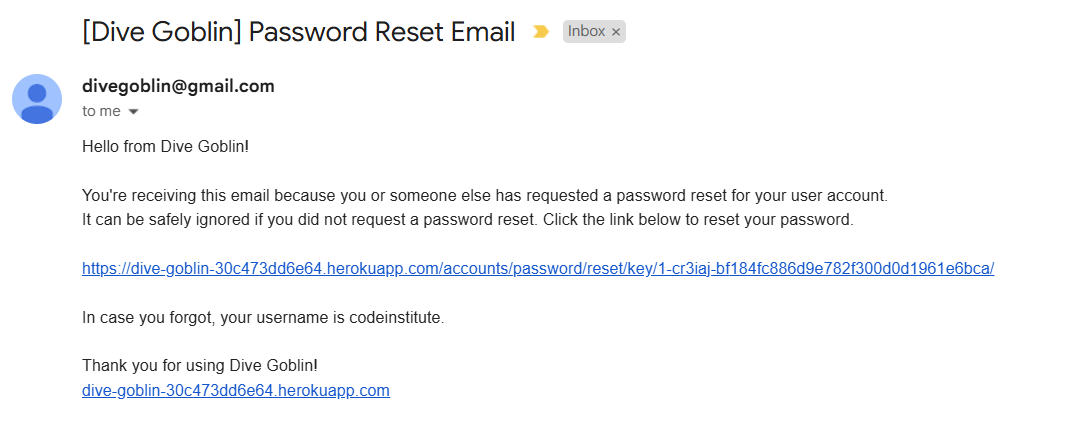 [Dive Goblin] Password Reset Email Inbox ×
divegoblin@gmail.com
to me
Hello from Dive Goblin!
You're receiving this email because you or someone else has requested a password reset for your user account.
It can be safely ignored if you did not request a password reset. Click the link below to reset your password.
https://dive-goblin-30c473dd6e64.herokuapp.com/accounts/password/reset/key/1-cr3iaj-bf184fc886d9e782f300d0d1961e6bca/
In case you forgot, your username is codeinstitute.
Thank you for using Dive Goblin!
dive-goblin-30c473dd6e64.herokuapp.com